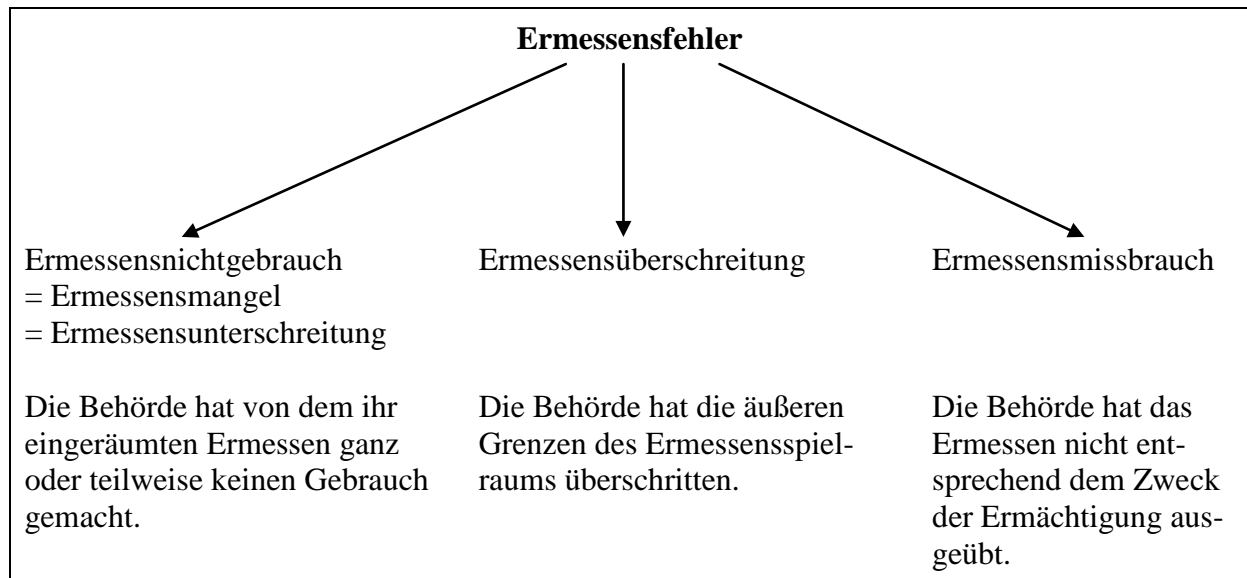 Ermessensfehler
Ermessensnichtgebrauch
= Ermessensmangel
= Ermessensunterschreitung
Die Behörde hat von dem ihr
eingeräumten Ermessen ganz
oder teilweise keinen Gebrauch
gemacht.
Ermessensüberschreitung
Die Behörde hat die äußeren
Grenzen des Ermessensspiel-
raums überschritten.
Ermessensmissbrauch
Die Behörde hat das
Ermessen nicht ent-
sprechend dem Zweck
der Ermächtigung aus-
geübt.